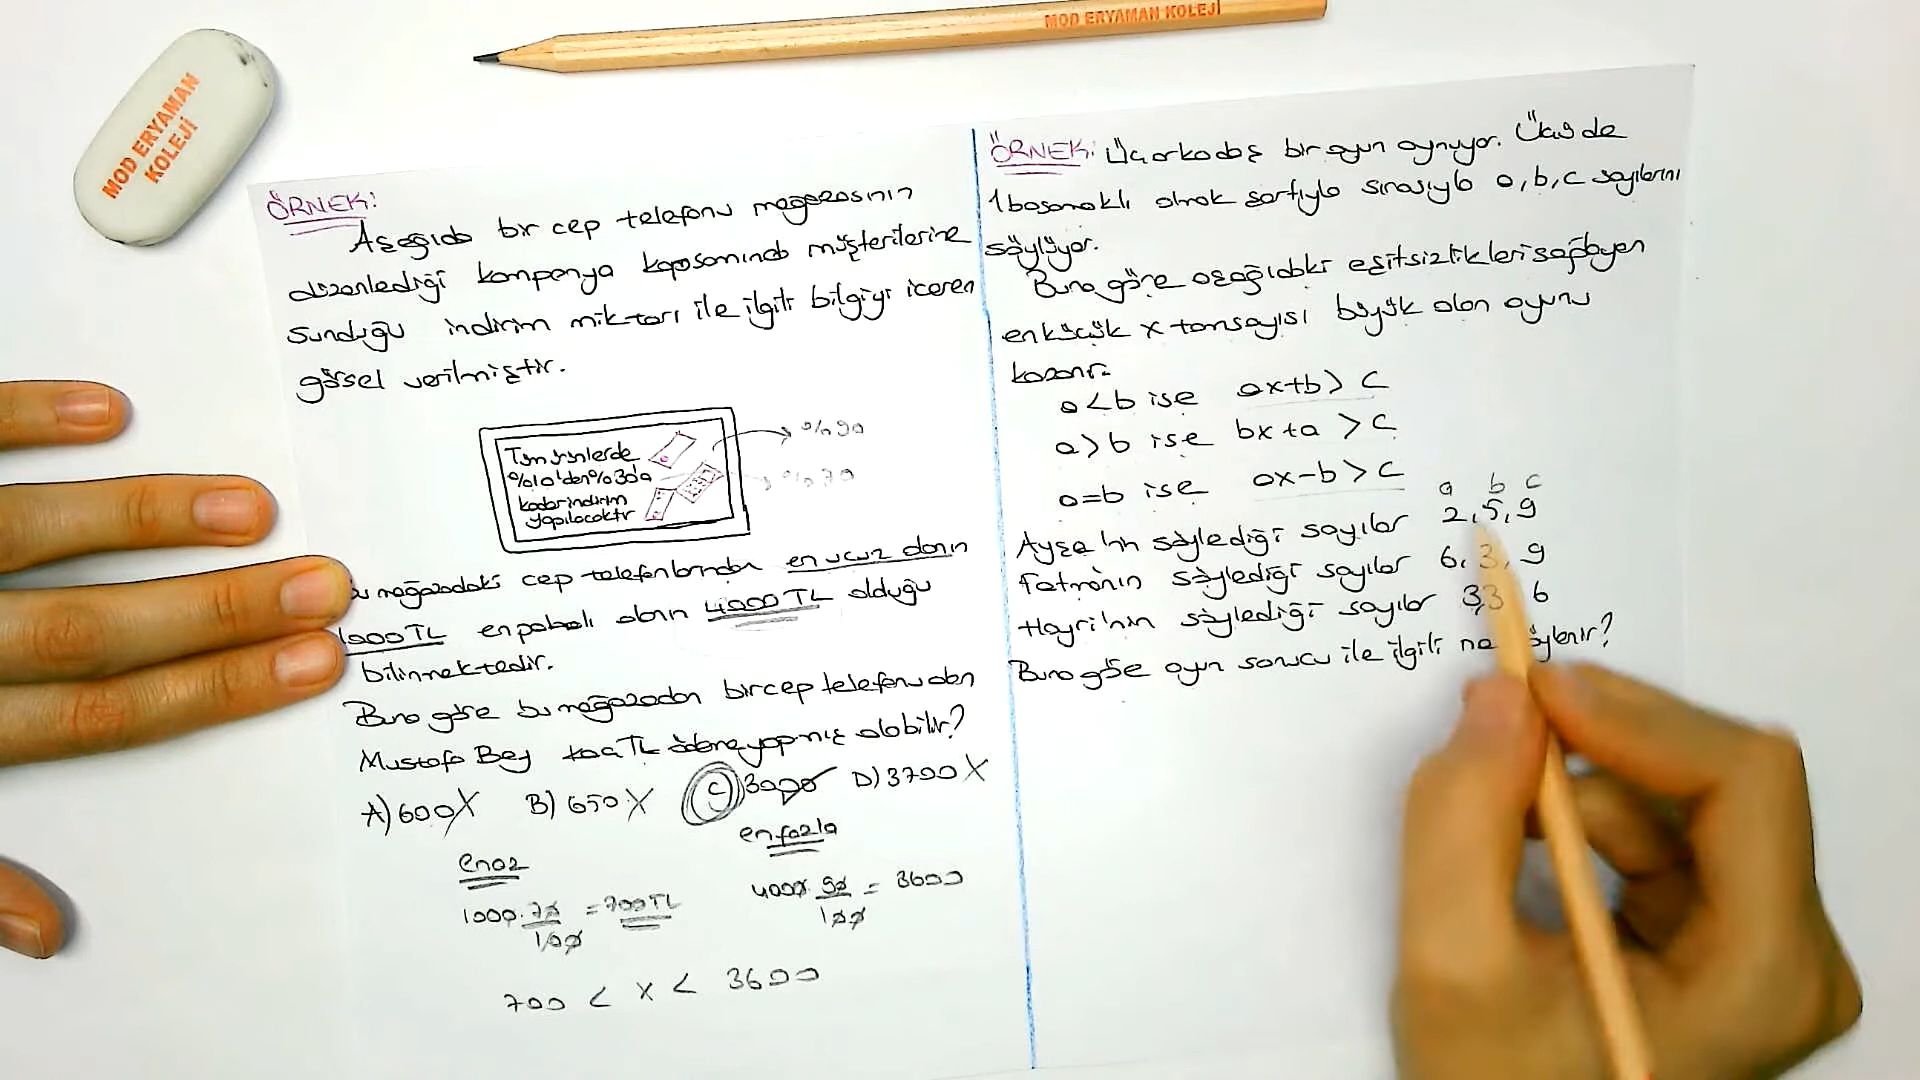 MOD ERYAMAN KOLEJİ
MOD ERYAMAN
KOLEJİ
ÖRNEK:
Aşağıda bir cep telefonu mağazasının
düzenlediği kampanya kapsamında müşterilerine
sunduğu indirim miktarı ile ilgili bilgiyi içeren
görsel verilmiştir.
Tüm ürünlerde
%10'den %30'a
kadar indirim
yapılacaktır
%90
%70
mağazadaki cep telefonlarından en ucuz olanın
1000 TL en pahalı olanın 4000 TL olduğu
bilinmektedir.
Buna göre bu mağazadan bir cep telefonu alan
Mustafa Bey kaç TL ödeme yapmış olabilir?
A) 600 X B) 650 X C) 3000 D) 3700 X
en az
en fazla
1000 . 70/100 = 700 TL
4000 . 90/100 = 3600
700 < x < 3600
ÖRNEK: Üç arkadaş bir oyun oynuyor. Üçü de
1 basamaklı olmak şartıyla sırasıyla a, b, c sayılarını
söylüyor.
Buna göre aşağıdaki eşitsizlikleri sağlayan
en küçük x tamsayısı büyük olan oyunu
kazanır.
a < b ise ax+b > c
a > b ise bx+a > c
a=b ise ax-b > c
a b c
Ayşe'nin söylediği sayılar 2, 5, 9
Fatma'nın söylediği sayılar 6, 3, 9
Hayri'nin söylediği sayılar 3, 3 6
Buna göre oyun sonucu ile ilgili ne